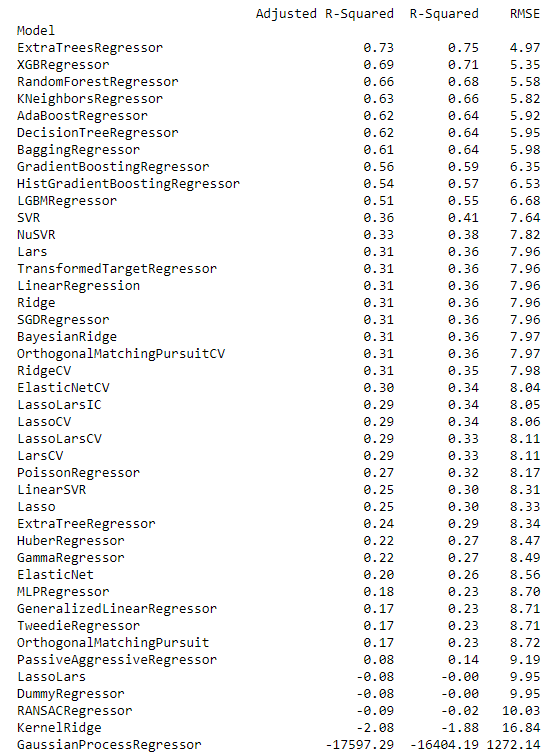 Adjusted R-Squared R-Squared RMSE
Model
ExtraTreesRegressor 0.73 0.75 4.97
XGBRegressor 0.69 0.71 5.35
RandomForestRegressor 0.66 0.68 5.58
KNeighborsRegressor 0.63 0.66 5.82
AdaBoostRegressor 0.62 0.64 5.92
DecisionTreeRegressor 0.62 0.64 5.95
BaggingRegressor 0.61 0.64 5.98
GradientBoostingRegressor 0.56 0.59 6.35
HistGradientBoostingRegressor 0.54 0.57 6.53
LGBMRegressor 0.51 0.55 6.68
SVR 0.36 0.41 7.64
NuSVR 0.33 0.38 7.82
Lars 0.31 0.36 7.96
TransformedTargetRegressor 0.31 0.36 7.96
LinearRegression 0.31 0.36 7.96
Ridge 0.31 0.36 7.96
SGDRegressor 0.31 0.36 7.96
BayesianRidge 0.31 0.36 7.97
OrthogonalMatchingPursuitCV 0.31 0.36 7.97
RidgeCV 0.31 0.35 7.98
ElasticNetCV 0.30 0.34 8.04
LassoLarsIC 0.29 0.34 8.05
LassoCV 0.29 0.34 8.06
LassoLarsCV 0.29 0.33 8.11
LarsCV 0.29 0.33 8.11
PoissonRegressor 0.27 0.32 8.17
LinearSVR 0.25 0.30 8.31
Lasso 0.25 0.30 8.33
ExtraTreeRegressor 0.24 0.29 8.34
HuberRegressor 0.22 0.27 8.47
GammaRegressor 0.22 0.27 8.49
ElasticNet 0.20 0.26 8.56
MLPRegressor 0.18 0.23 8.70
GeneralizedLinearRegressor 0.17 0.23 8.71
TweedieRegressor 0.17 0.23 8.71
OrthogonalMatchingPursuit 0.17 0.23 8.72
PassiveAggressiveRegressor 0.08 0.14 9.19
LassoLars -0.08 -0.00 9.95
DummyRegressor -0.08 -0.00 9.95
RANSACRegressor -0.09 -0.02 10.03
KernelRidge -2.08 -1.88 16.84
GaussianProcessRegressor -17597.29 -16404.19 1272.14